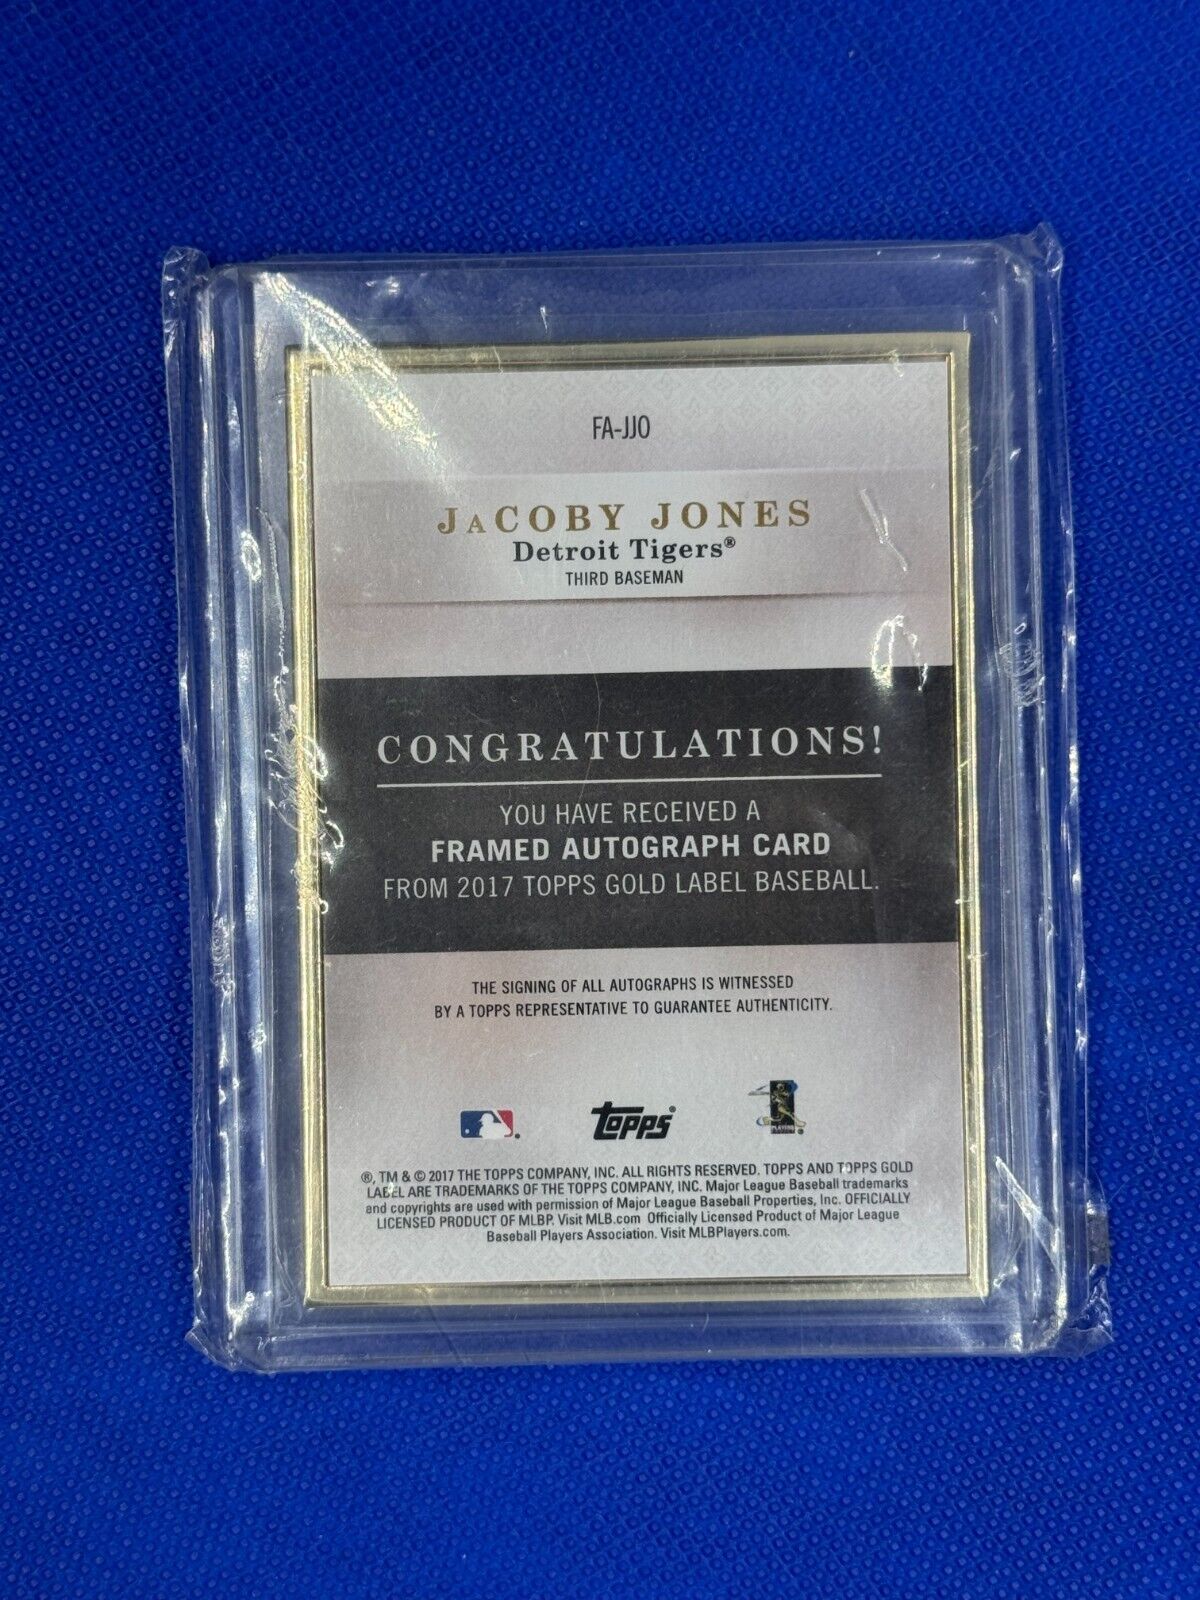 FA-JJO
JaCOBY JONES
Detroit Tigers®
THIRD BASEMAN
CONGRATULATIONS!
YOU HAVE RECEIVED A
FRAMED AUTOGRAPH CARD
FROM 2017 TOPPS GOLD LABEL BASEBALL.
THE SIGNING OF ALL AUTOGRAPHS IS WITNESSED
BY A TOPPS REPRESENTATIVE TO GUARANTEE AUTHENTICITY.
topps®
PLAYERS
®, TM & © 2017 THE TOPPS COMPANY, INC. ALL RIGHTS RESERVED. TOPPS AND TOPPS GOLD
LABEL ARE TRADEMARKS OF THE TOPPS COMPANY, INC. Major League Baseball trademarks
and copyrights are used with permission of Major League Baseball Properties, Inc. OFFICIALLY
LICENSED PRODUCT OF MLBP. Visit MLB.com Officially Licensed Product of Major League
Baseball Players Association. Visit MLBPlayers.com.